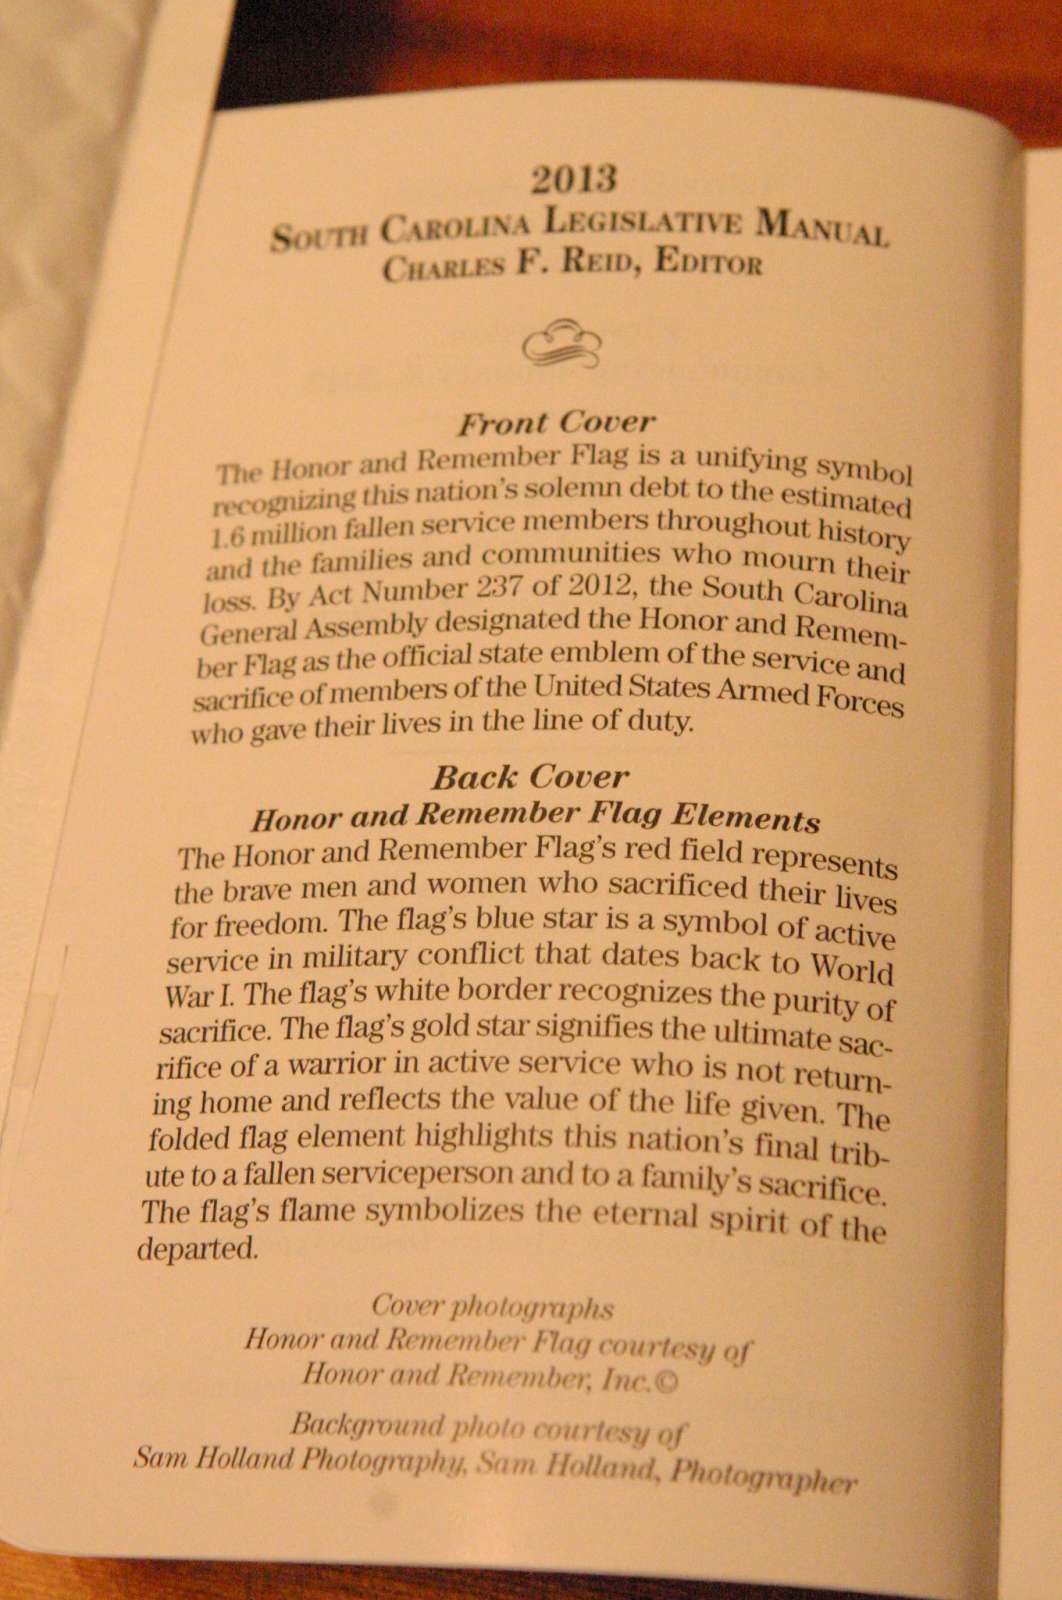 2013
South Carolina Legislative Manual
Charles F. Reid, Editor
Front Cover
The Honor and Remember Flag is a unifying symbol
recognizing this nation's solemn debt to the estimated
1.6 million fallen service members throughout history
and the families and communities who mourn their
loss. By Act Number 237 of 2012, the South Carolina
General Assembly designated the Honor and Remem-
ber Flag as the official state emblem of the service and
sacrifice of members of the United States Armed Forces
who gave their lives in the line of duty.
Back Cover
Honor and Remember Flag Elements
The Honor and Remember Flag's red field represents
the brave men and women who sacrificed their lives
for freedom. The flag's blue star is a symbol of active
service in military conflict that dates back to World
War I. The flag's white border recognizes the purity of
sacrifice. The flag's gold star signifies the ultimate sac-
rifice of a warrior in active service who is not return-
ing home and reflects the value of the life given. The
folded flag element highlights this nation's final trib-
ute to a fallen serviceperson and to a family's sacrifice.
The flag's flame symbolizes the eternal spirit of the
departed.
Cover photographs
Honor and Remember Flag courtesy of
Honor and Remember, Inc.©
Background photo courtesy of
Sam Holland Photography, Sam Holland, Photographer